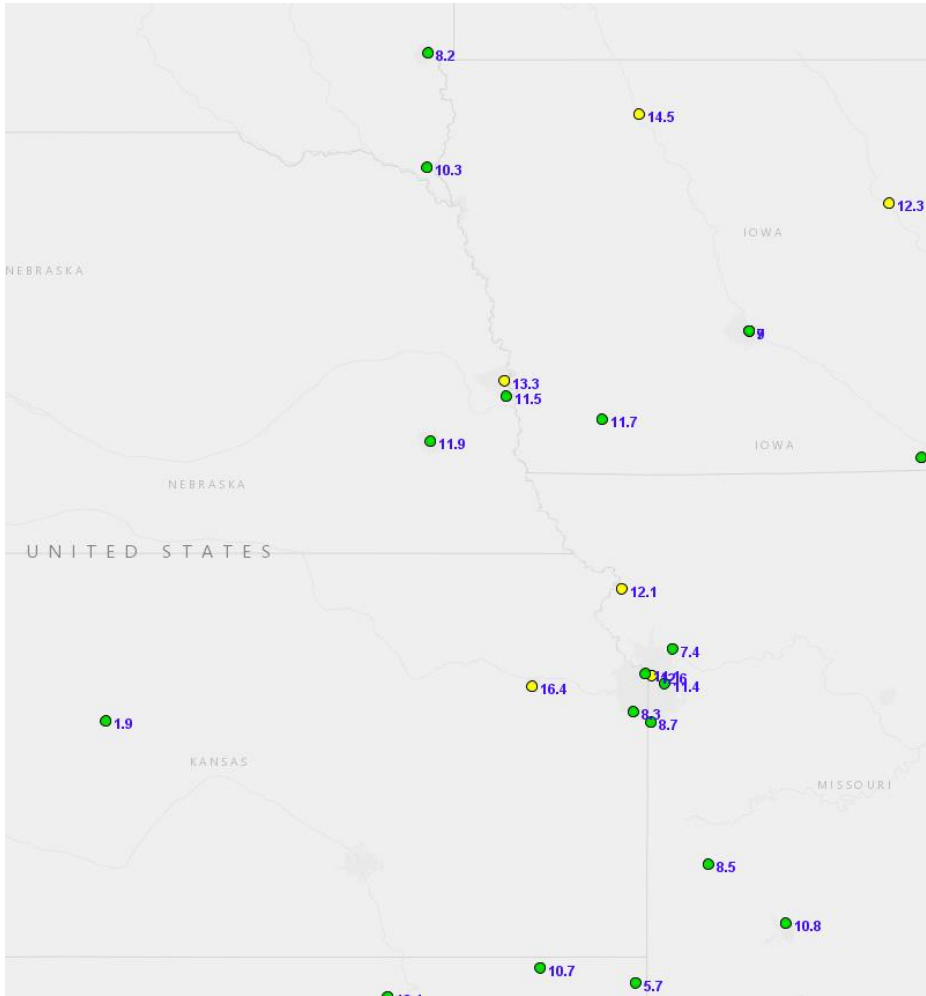 8.2
14.5
10.3
12.3
IOWA
NEBRASKA
13.3
11.5
11.7
11.9
IOWA
NEBRASKA
UNITED STATES
12.1
7.4
11.4
16.4
8.3
8.7
1.9
KANSAS
MISSOURI
8.5
10.8
10.7
5.7